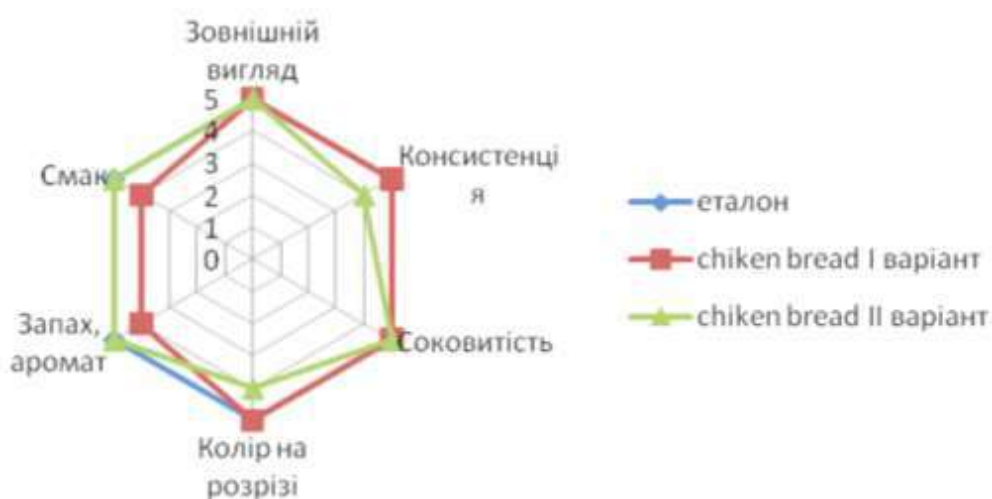 Зовнішній
вигляд
5
4
3
2
1
0
Консистенці
я
Соковитість
Колір на
розрізі
Запах,
аромат
Смак
еталон
chiken bread I варіант
chiken bread II варіант